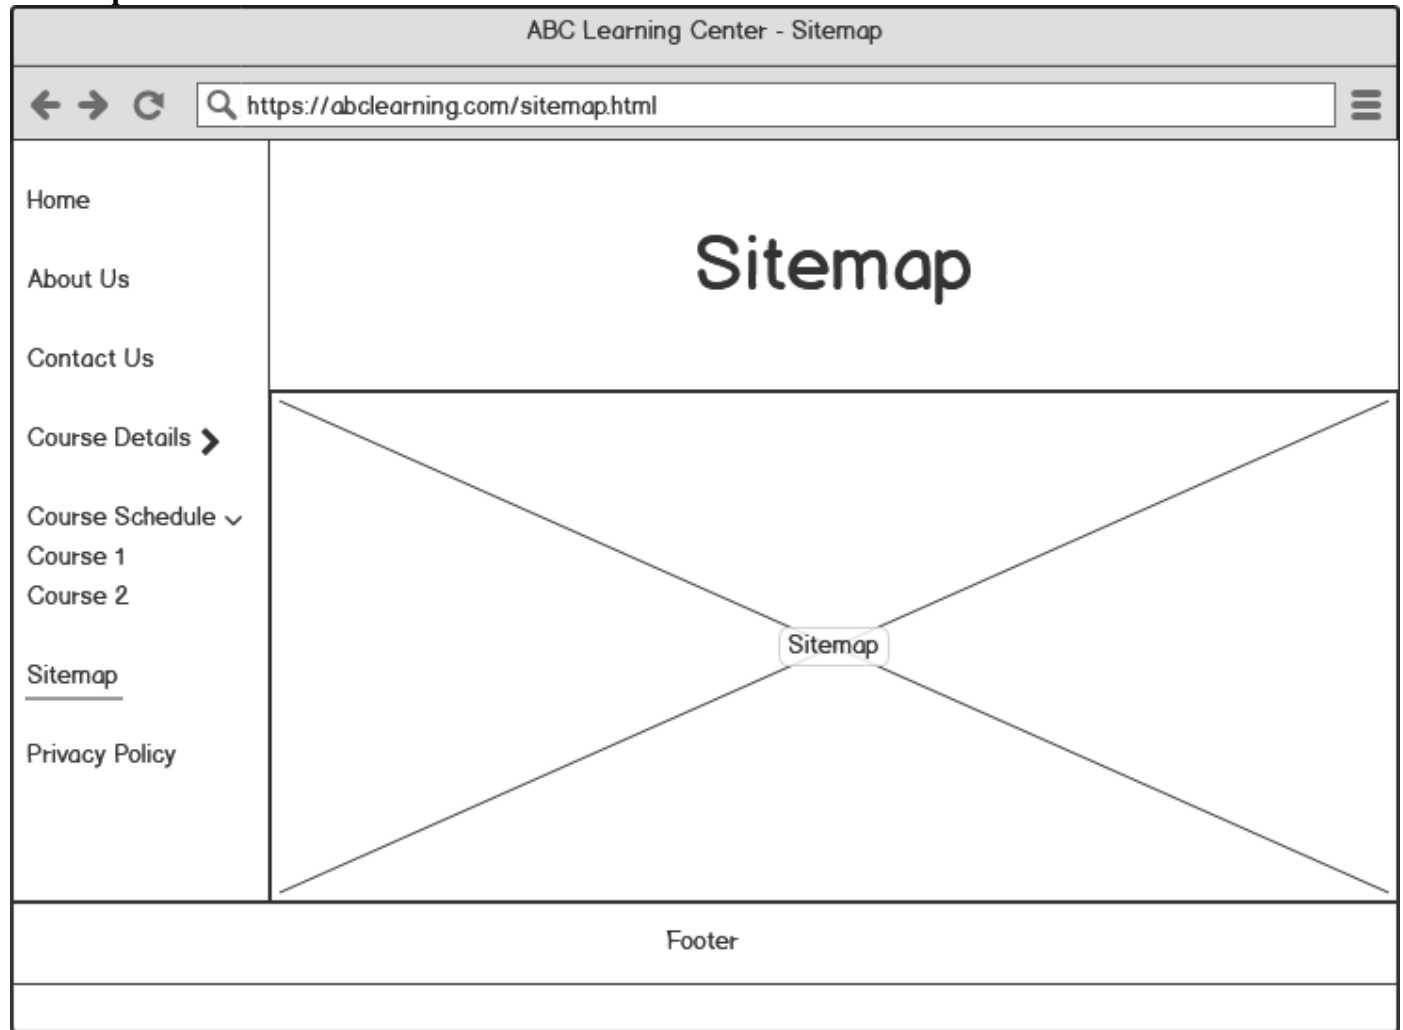 ABC Learning Center - Sitemap
https://abclearning.com/sitemap.html
Home
About Us
Contact Us
Course Details
Course Schedule
Course 1
Course 2
Sitemap
Privacy Policy
Sitemap
Sitemap
Footer